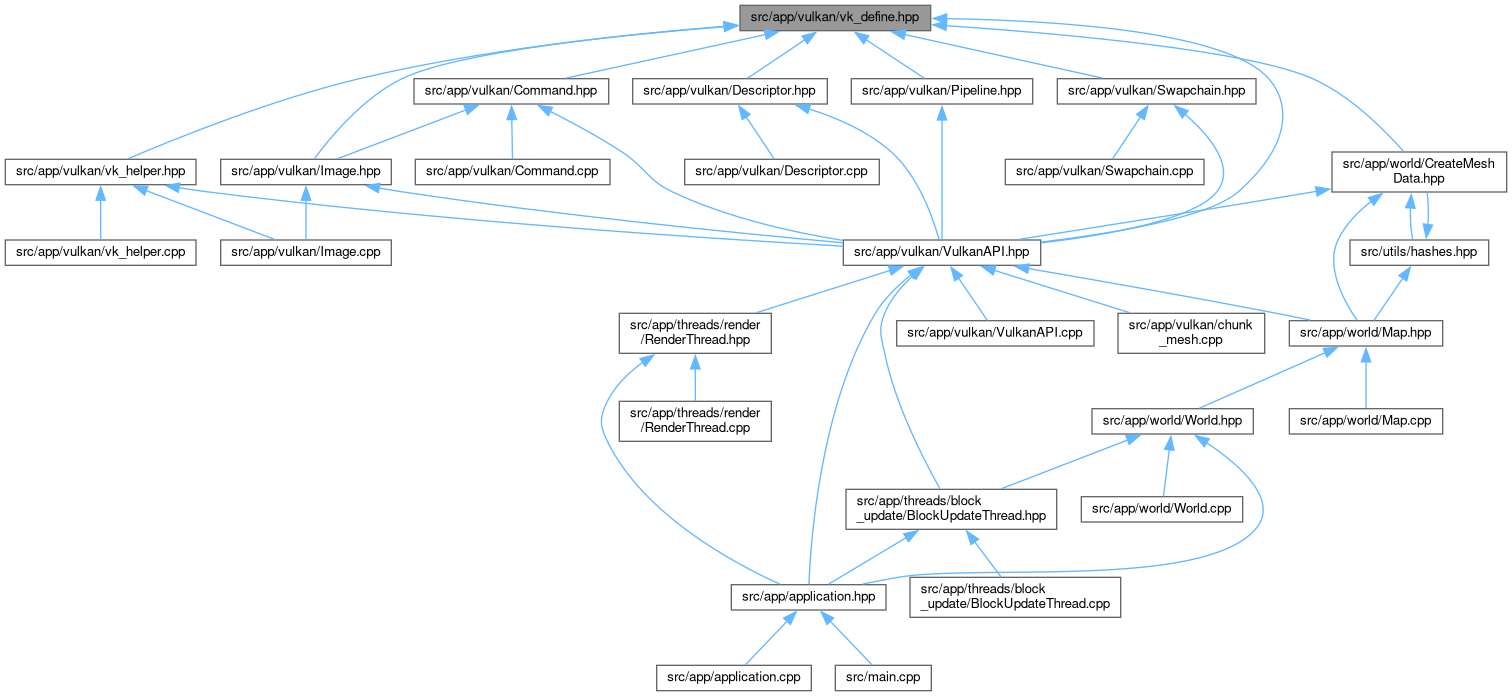 src/app/vulkan/vk_define.hpp
src/app/vulkan/Command.hpp
src/app/vulkan/Descriptor.hpp
src/app/vulkan/Pipeline.hpp
src/app/vulkan/Swapchain.hpp
src/app/vulkan/vk_helper.hpp
src/app/vulkan/Image.hpp
src/app/vulkan/Command.cpp
src/app/vulkan/Descriptor.cpp
src/app/vulkan/Swapchain.cpp
src/app/world/CreateMesh
Data.hpp
src/app/vulkan/vk_helper.cpp
src/app/vulkan/Image.cpp
src/app/vulkan/VulkanAPI.hpp
src/utils/hashes.hpp
src/app/threads/render
/RenderThread.hpp
src/app/vulkan/VulkanAPI.cpp
src/app/vulkan/chunk
_mesh.cpp
src/app/world/Map.hpp
src/app/threads/render
/RenderThread.cpp
src/app/world/World.hpp
src/app/world/Map.cpp
src/app/threads/block
_update/BlockUpdateThread.hpp
src/app/world/World.cpp
src/app/application.hpp
src/app/threads/block
_update/BlockUpdateThread.cpp
src/app/application.cpp
src/main.cpp